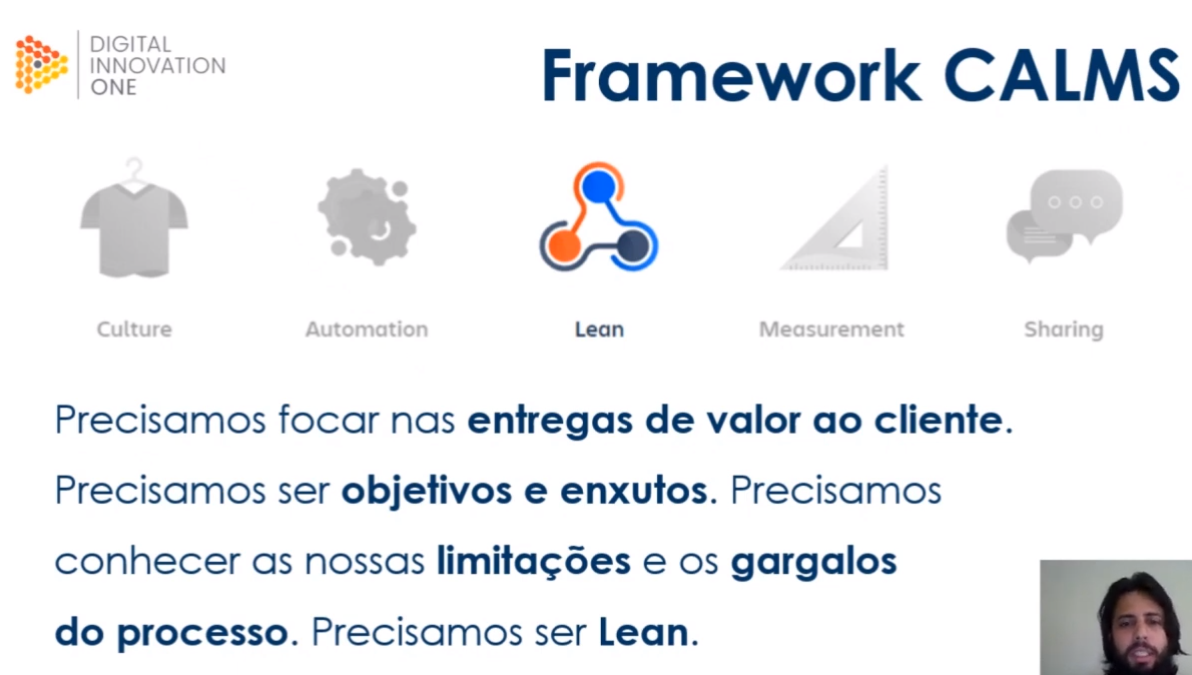 DIGITAL
INNOVATION
ONE
Framework CALMS
Culture
Automation
Lean
Measurement
Sharing
Precisamos focar nas entregas de valor ao cliente.
Precisamos ser objetivos e enxutos. Precisamos
conhecer as nossas limitações e os gargalos
do processo. Precisamos ser Lean.